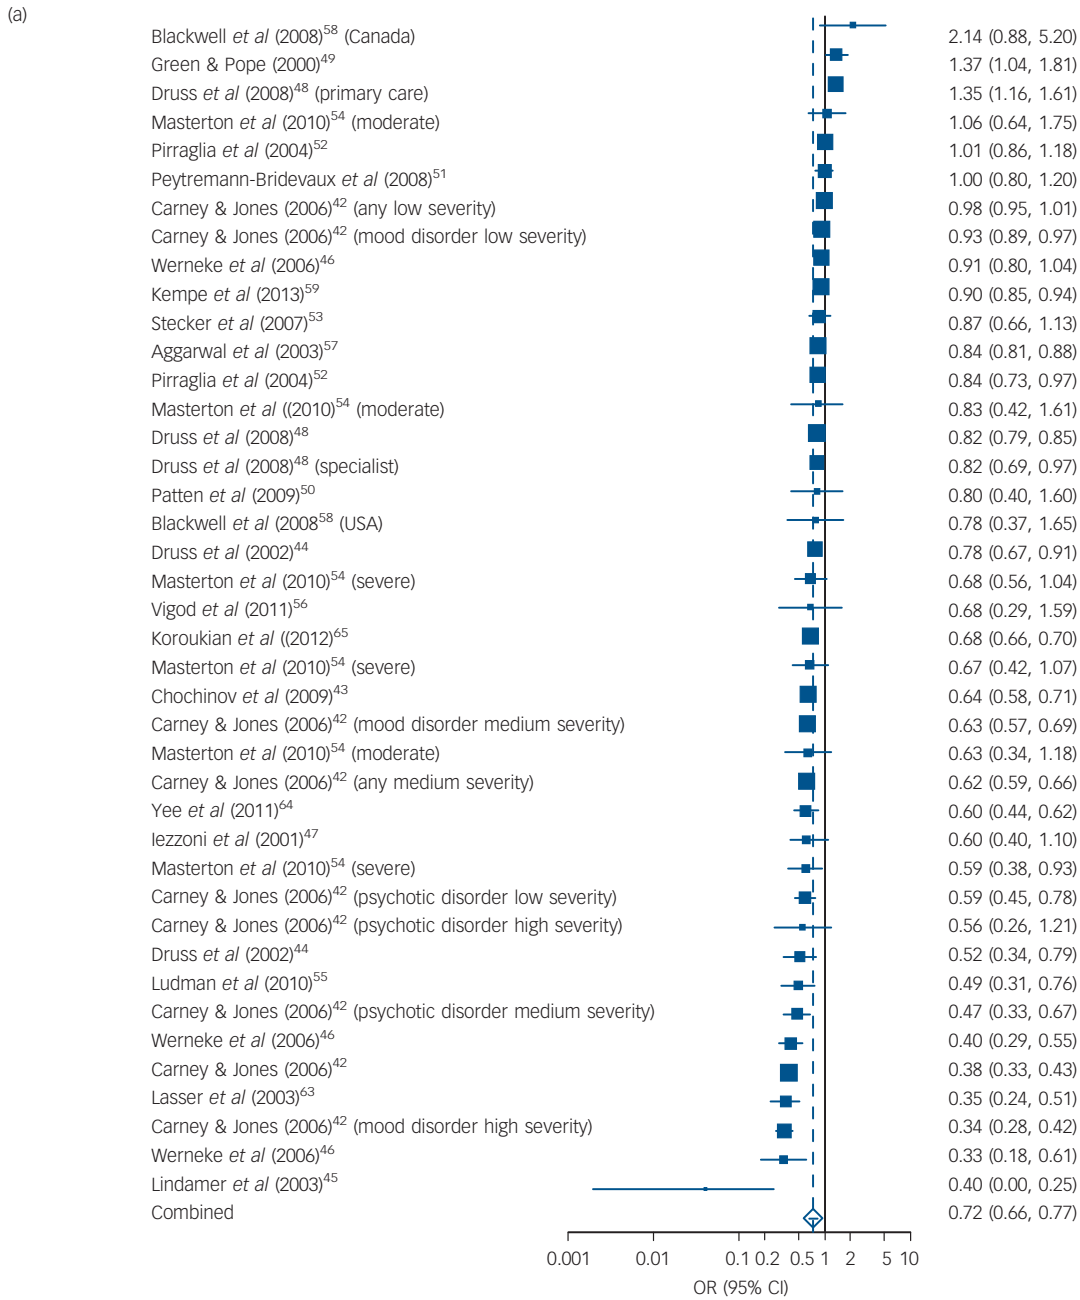 (a)
Blackwell et al (2008)58 (Canada) 2.14 (0.88, 5.20)
Green & Pope (2000)49 1.37 (1.04, 1.81)
Druss et al (2008)48 (primary care) 1.35 (1.16, 1.61)
Masterton et al (2010)54 (moderate) 1.06 (0.64, 1.75)
Pirraglia et al (2004)52 1.01 (0.86, 1.18)
Peytremann-Bridevaux et al (2008)51 1.00 (0.80, 1.20)
Carney & Jones (2006)42 (any low severity) 0.98 (0.95, 1.01)
Carney & Jones (2006)42 (mood disorder low severity) 0.93 (0.89, 0.97)
Werneke et al (2006)46 0.91 (0.80, 1.04)
Kempe et al (2013)59 0.90 (0.85, 0.94)
Stecker et al (2007)53 0.87 (0.66, 1.13)
Aggarwal et al (2003)57 0.84 (0.81, 0.88)
Pirraglia et al (2004)52 0.84 (0.73, 0.97)
Masterton et al ((2010)54 (moderate) 0.83 (0.42, 1.61)
Druss et al (2008)48 0.82 (0.79, 0.85)
Druss et al (2008)48 (specialist) 0.82 (0.69, 0.97)
Patten et al (2009)50 0.80 (0.40, 1.60)
Blackwell et al (200858 (USA) 0.78 (0.37, 1.65)
Druss et al (2002)44 0.78 (0.67, 0.91)
Masterton et al (2010)54 (severe) 0.68 (0.56, 1.04)
Vigod et al (2011)56 0.68 (0.29, 1.59)
Koroukian et al ((2012)65 0.68 (0.66, 0.70)
Masterton et al (2010)54 (severe) 0.67 (0.42, 1.07)
Chochinov et al (2009)43 0.64 (0.58, 0.71)
Carney & Jones (2006)42 (mood disorder medium severity) 0.63 (0.57, 0.69)
Masterton et al (2010)54 (moderate) 0.63 (0.34, 1.18)
Carney & Jones (2006)42 (any medium severity) 0.62 (0.59, 0.66)
Yee et al (2011)64 0.60 (0.44, 0.62)
Iezzoni et al (2001)47 0.60 (0.40, 1.10)
Masterton et al (2010)54 (severe) 0.59 (0.38, 0.93)
Carney & Jones (2006)42 (psychotic disorder low severity) 0.59 (0.45, 0.78)
Carney & Jones (2006)42 (psychotic disorder high severity) 0.56 (0.26, 1.21)
Druss et al (2002)44 0.52 (0.34, 0.79)
Ludman et al (2010)55 0.49 (0.31, 0.76)
Carney & Jones (2006)42 (psychotic disorder medium severity) 0.47 (0.33, 0.67)
Werneke et al (2006)46 0.40 (0.29, 0.55)
Carney & Jones (2006)42 0.38 (0.33, 0.43)
Lasser et al (2003)63 0.35 (0.24, 0.51)
Carney & Jones (2006)42 (mood disorder high severity) 0.34 (0.28, 0.42)
Werneke et al (2006)46 0.33 (0.18, 0.61)
Lindamer et al (2003)45 0.40 (0.00, 0.25)
Combined 0.72 (0.66, 0.77)
0.001 0.01 0.1 0.2 0.5 1 2 5 10
OR (95% CI)